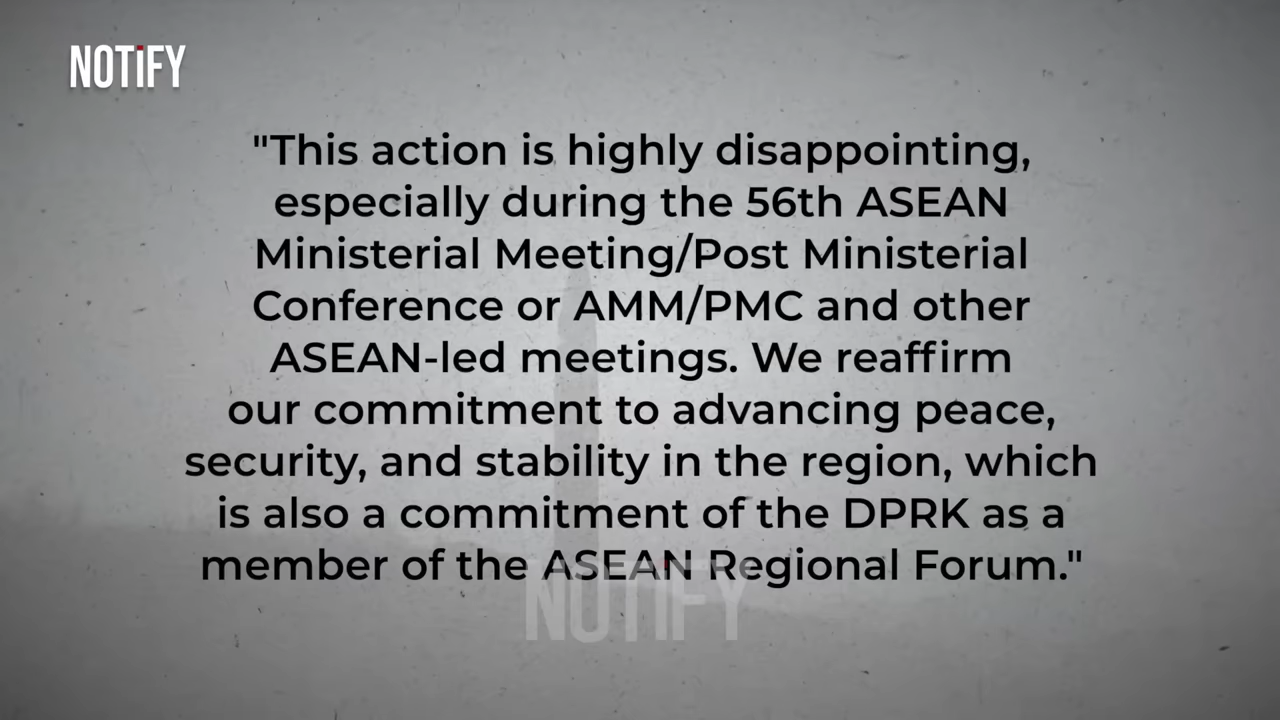 NOTiFY
"This action is highly disappointing,
especially during the 56th ASEAN
Ministerial Meeting/Post Ministerial
Conference or AMM/PMC and other
ASEAN-led meetings. We reaffirm
our commitment to advancing peace,
security, and stability in the region, which
is also a commitment of the DPRK as a
member of the ASEAN Regional Forum."
NOTiFY